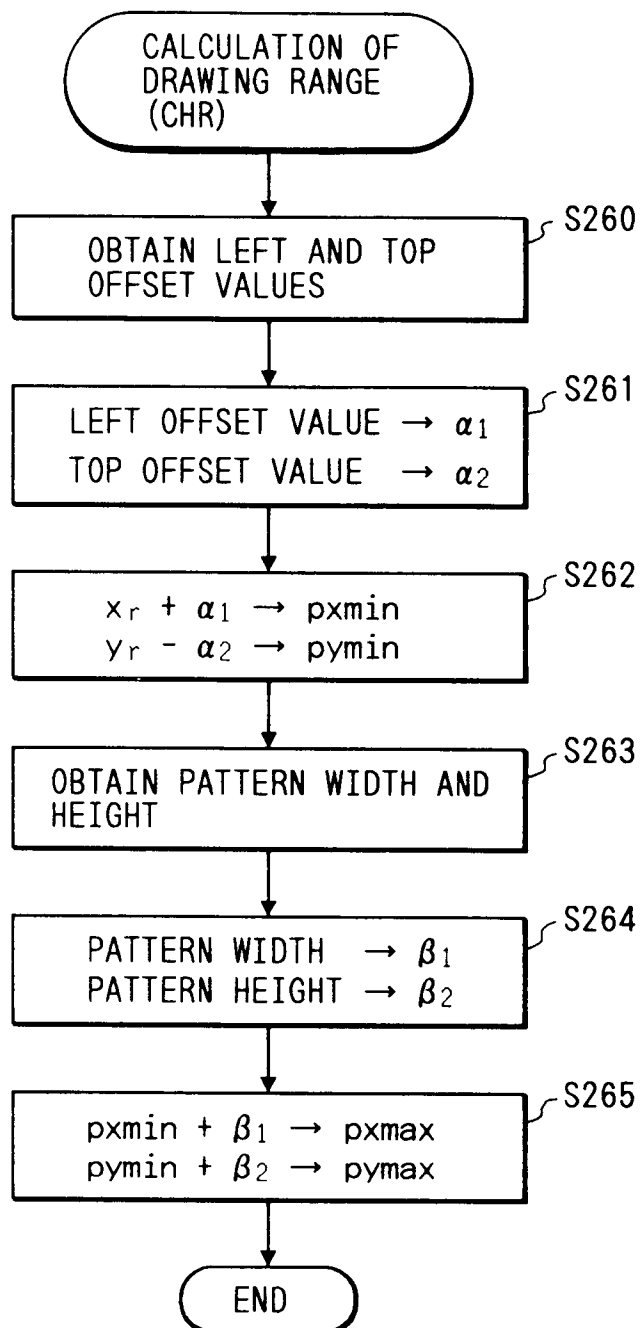 CALCULATION OF
DRAWING RANGE
(CHR)
S260
OBTAIN LEFT AND TOP
OFFSET VALUES
S261
LEFT OFFSET VALUE → α1
TOP OFFSET VALUE → α2
S262
xr + α1 → pxmin
yr - α2 → pymin
S263
OBTAIN PATTERN WIDTH AND
HEIGHT
S264
PATTERN WIDTH → β1
PATTERN HEIGHT → β2
S265
pxmin + β1 → pxmax
pymin + β2 → pymax
END